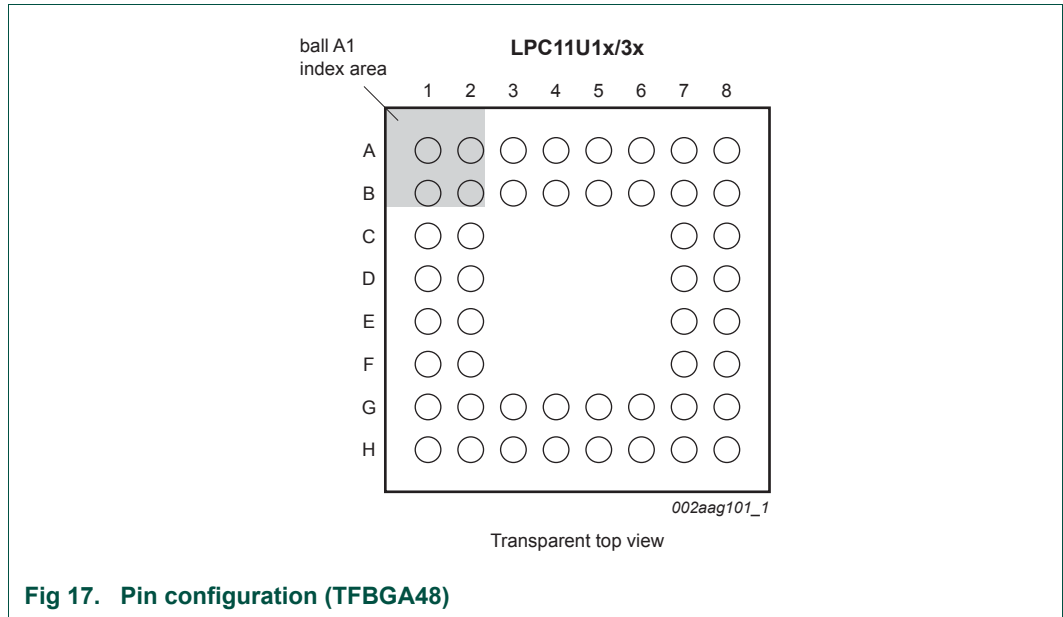 ball A1
index area
LPC11U1x/3x
1 2 3 4 5 6 7 8
A
B
C
D
E
F
G
H
002aag101_1
Transparent top view
Fig 17. Pin configuration (TFBGA48)